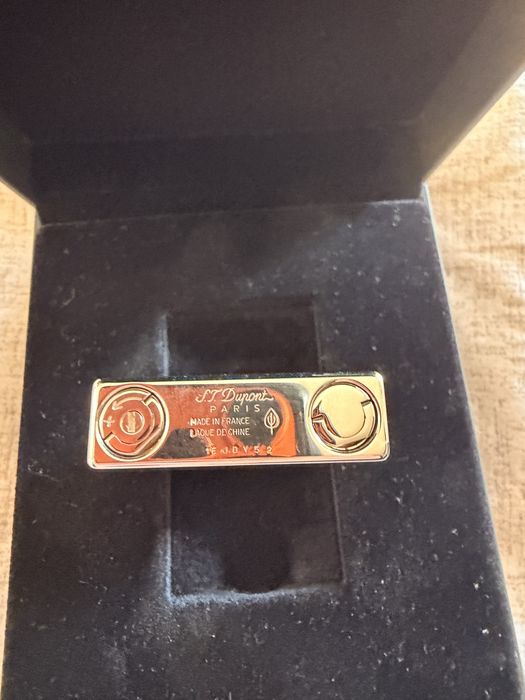 S.T. Dupont
PARIS
MADE IN FRANCE
LAQUE DE CHINE